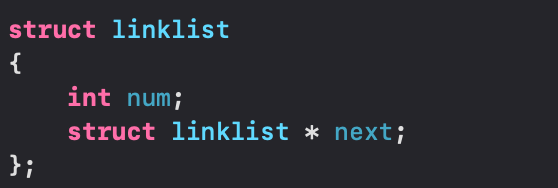 struct linklist
{
    int num;
    struct linklist * next;
};